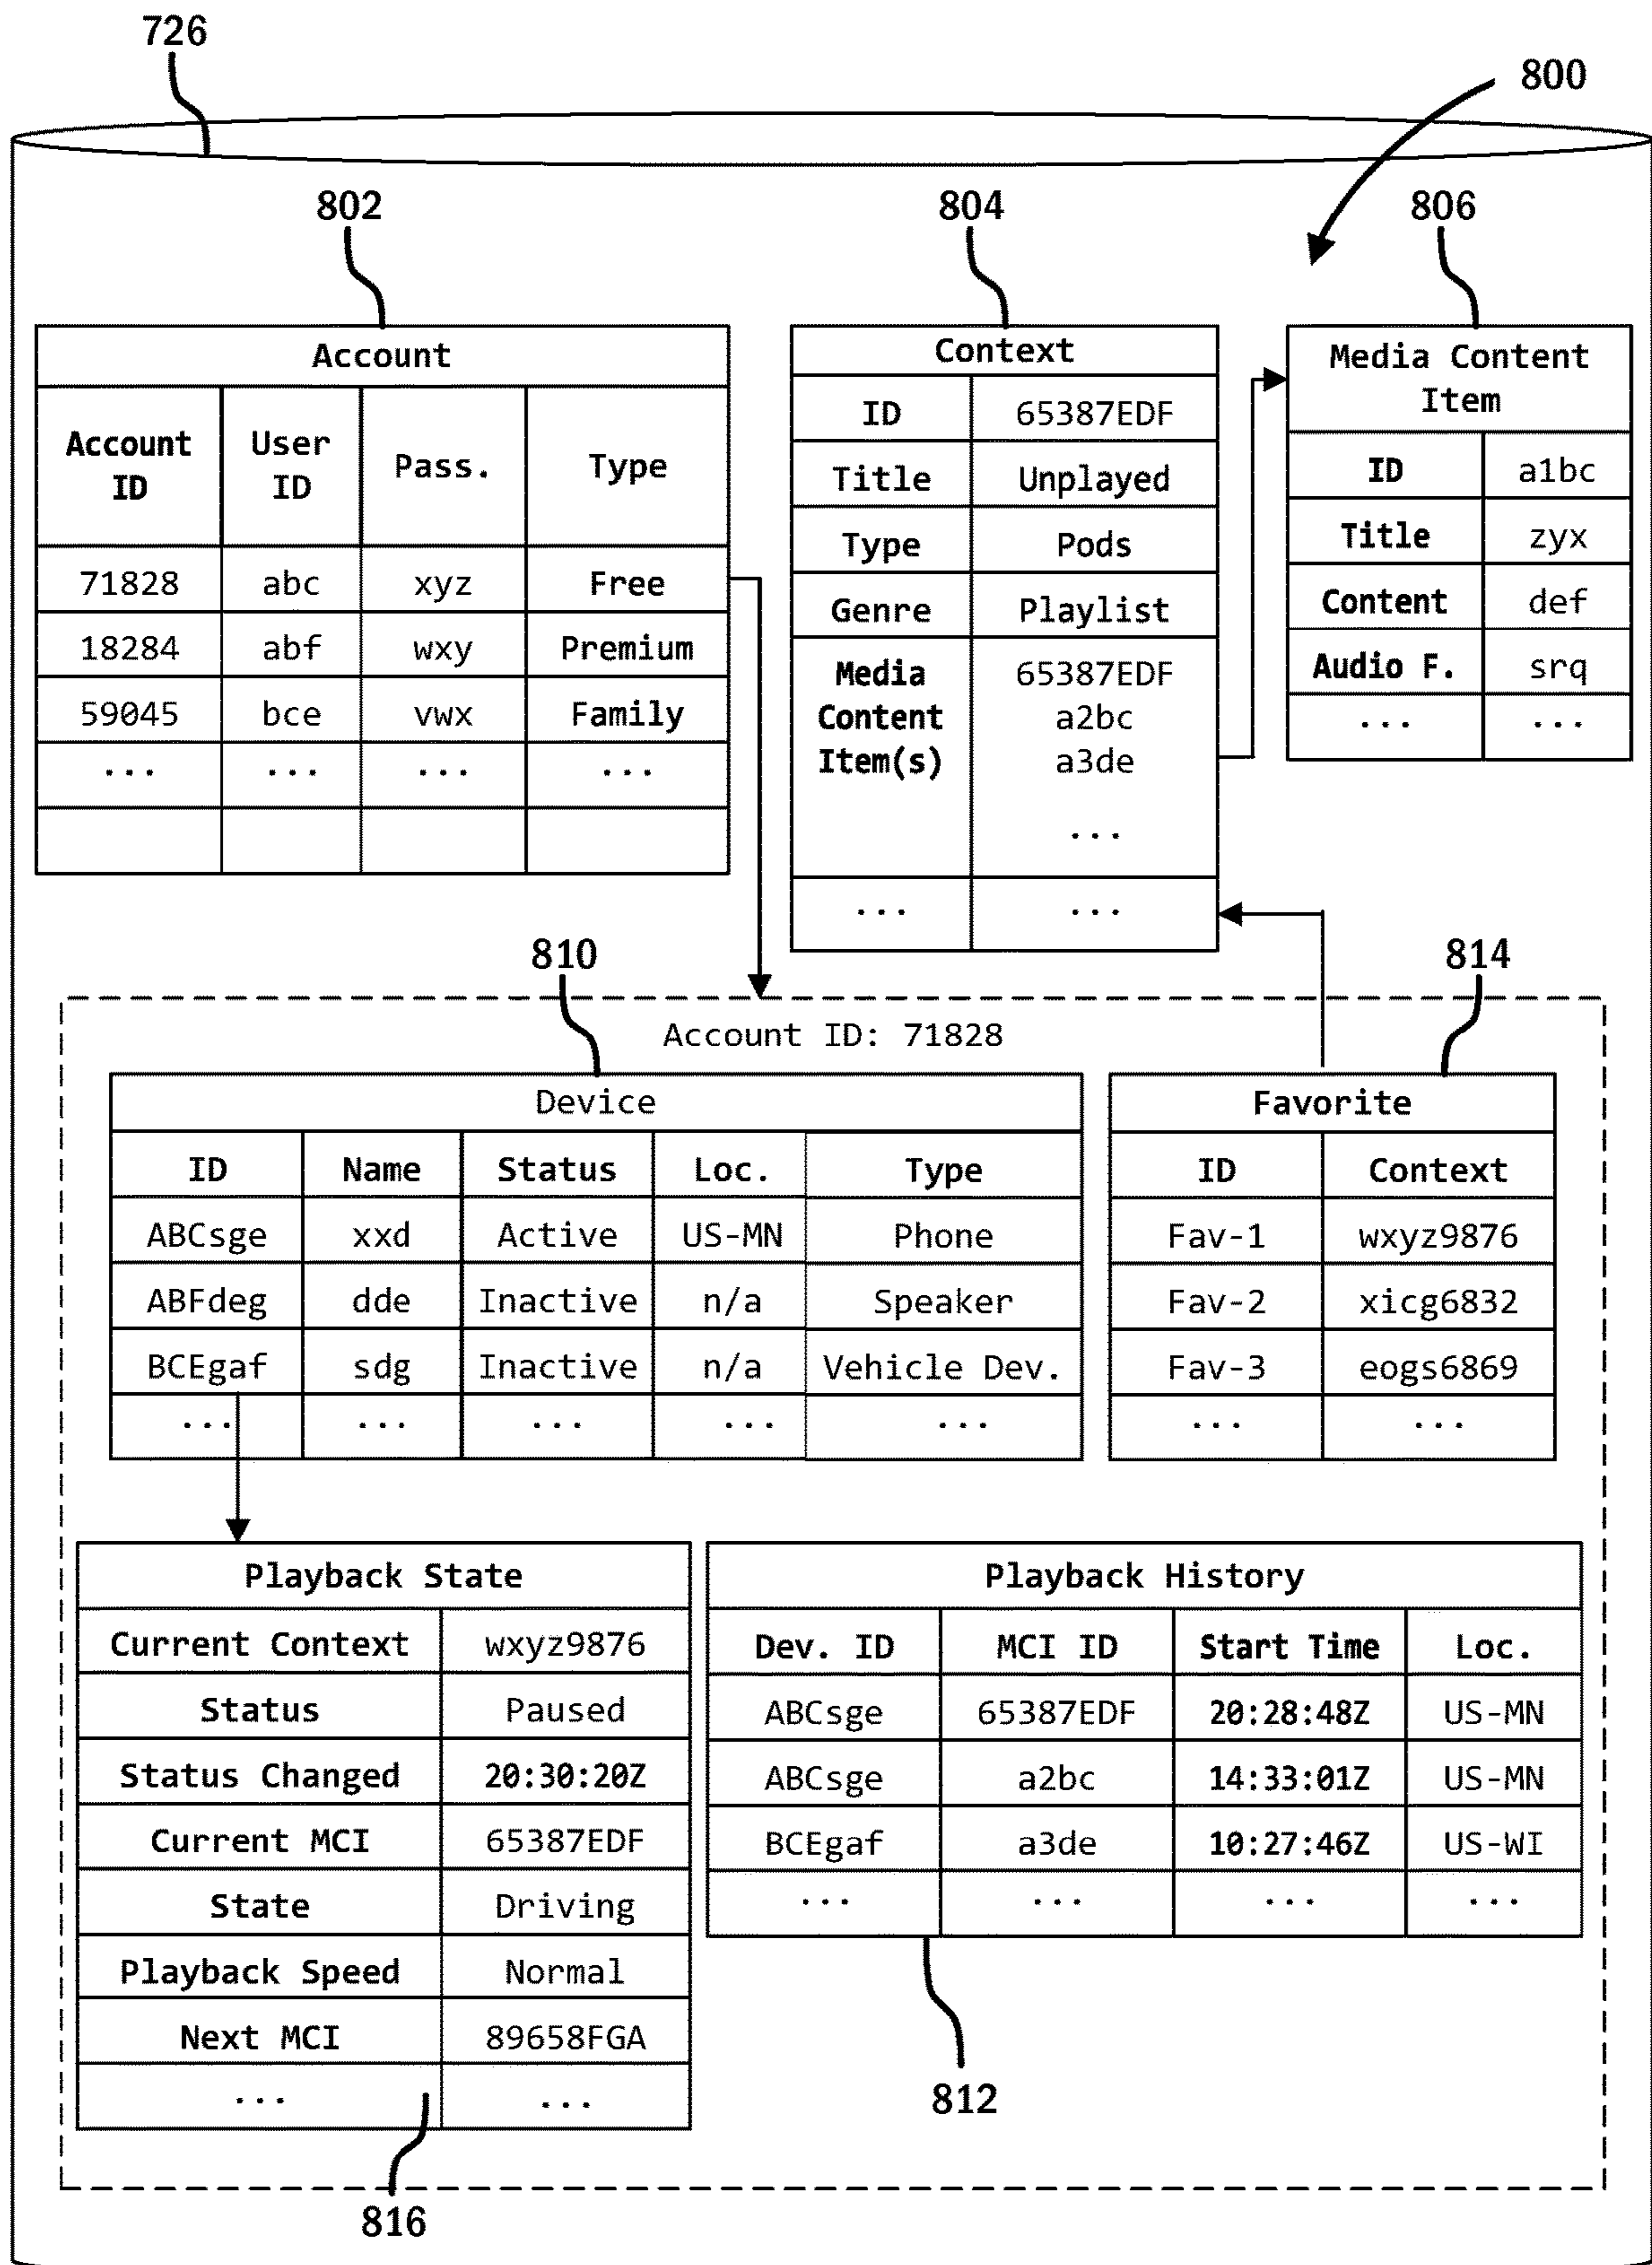 726
800
802
804
806
Account
Account ID User ID Pass. Type
71828 abc xyz Free
18284 abf wxy Premium
59045 bce vwx Family
... ... ... ...
Context
ID 65387EDF
Title Unplayed
Type Pods
Genre Playlist
Media 65387EDF
Content a2bc
Item(s) a3de
...
... ...
Media Content
Item
ID a1bc
Title zyx
Content def
Audio F. srq
... ...
810
814
Account ID: 71828
Device
ID Name Status Loc. Type
ABCsge xxd Active US-MN Phone
ABFdeg dde Inactive n/a Speaker
BCEgaf sdg Inactive n/a Vehicle Dev.
... ... ... ... ...
Favorite
ID Context
Fav-1 wxyz9876
Fav-2 xicg6832
Fav-3 eogs6869
... ...
Playback State
Current Context wxyz9876
Status Paused
Status Changed 20:30:20Z
Current MCI 65387EDF
State Driving
Playback Speed Normal
Next MCI 89658FGA
... ...
Playback History
Dev. ID MCI ID Start Time Loc.
ABCsge 65387EDF 20:28:48Z US-MN
ABCsge a2bc 14:33:01Z US-MN
BCEgaf a3de 10:27:46Z US-WI
... ... ... ...
812
816